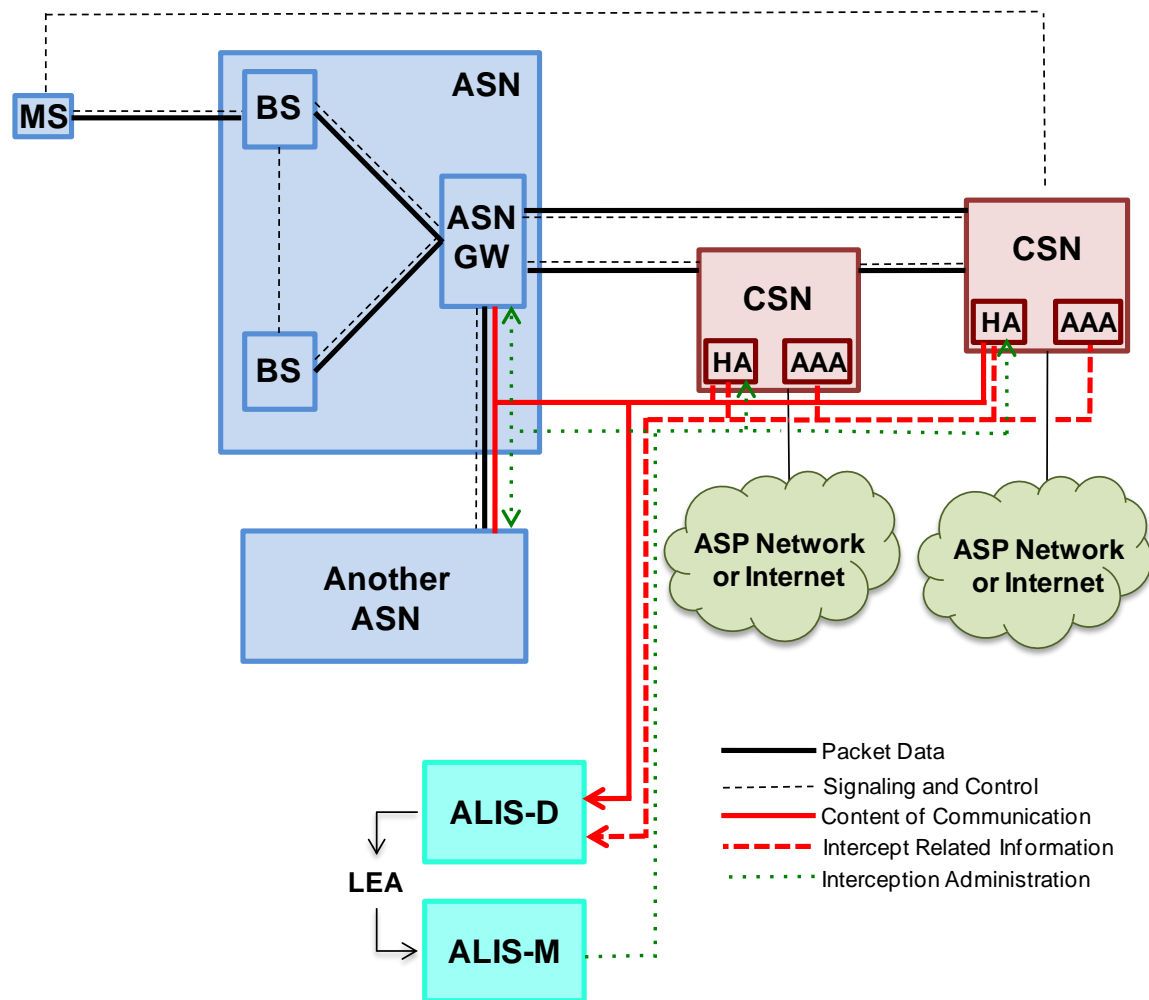 ASN
BS
MS
ASN
GW
CSN
CSN
HA
AAA
HA
AAA
BS
ASP Network
or Internet
ASP Network
or Internet
Another
ASN
Packet Data
Signaling and Control
Content of Communication
Intercept Related Information
Interception Administration
ALIS-D
LEA
ALIS-M